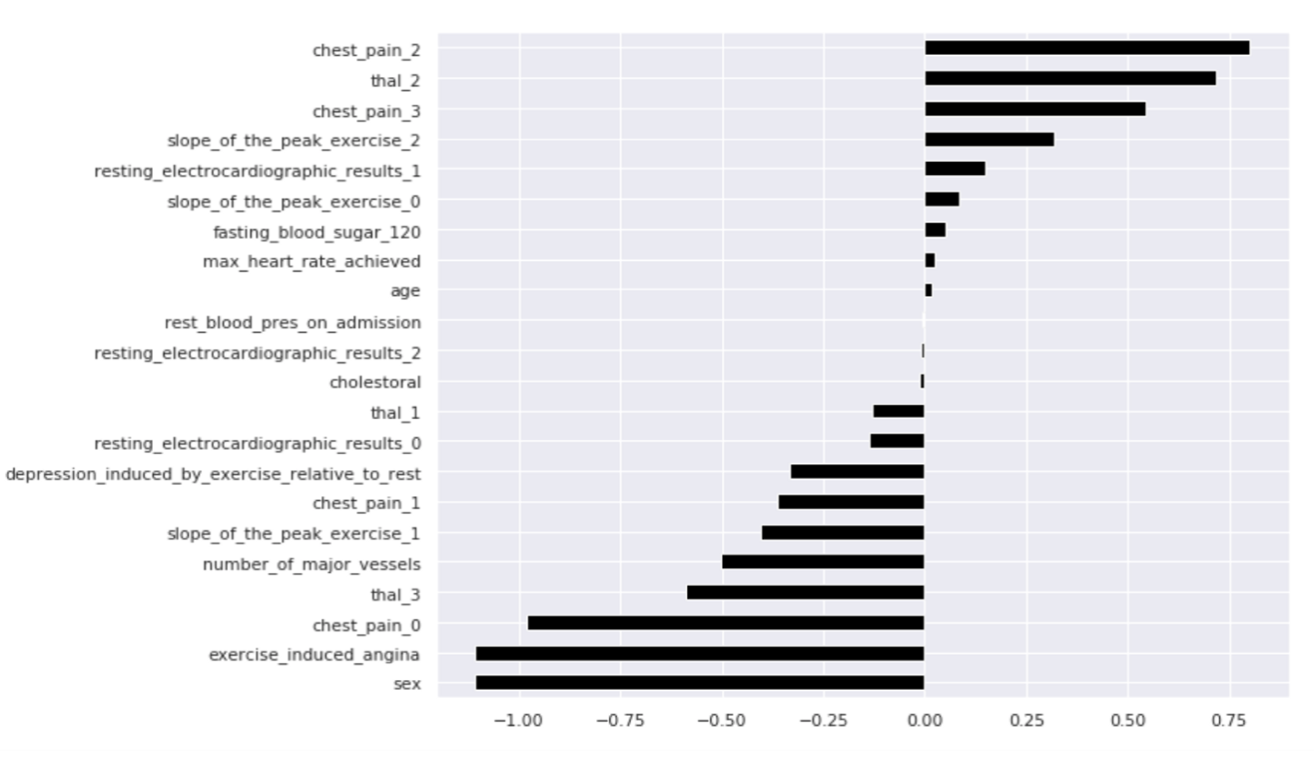 chest_pain_2
thal_2
chest_pain_3
slope_of_the_peak_exercise_2
resting_electrocardiographic_results_1
slope_of_the_peak_exercise_0
fasting_blood_sugar_120
max_heart_rate_achieved
age
rest_blood_pres_on_admission
resting_electrocardiographic_results_2
cholestoral
thal_1
resting_electrocardiographic_results_0
depression_induced_by_exercise_relative_to_rest
chest_pain_1
slope_of_the_peak_exercise_1
number_of_major_vessels
thal_3
chest_pain_0
exercise_induced_angina
sex
−1.00 −0.75 −0.50 −0.25 0.00 0.25 0.50 0.75